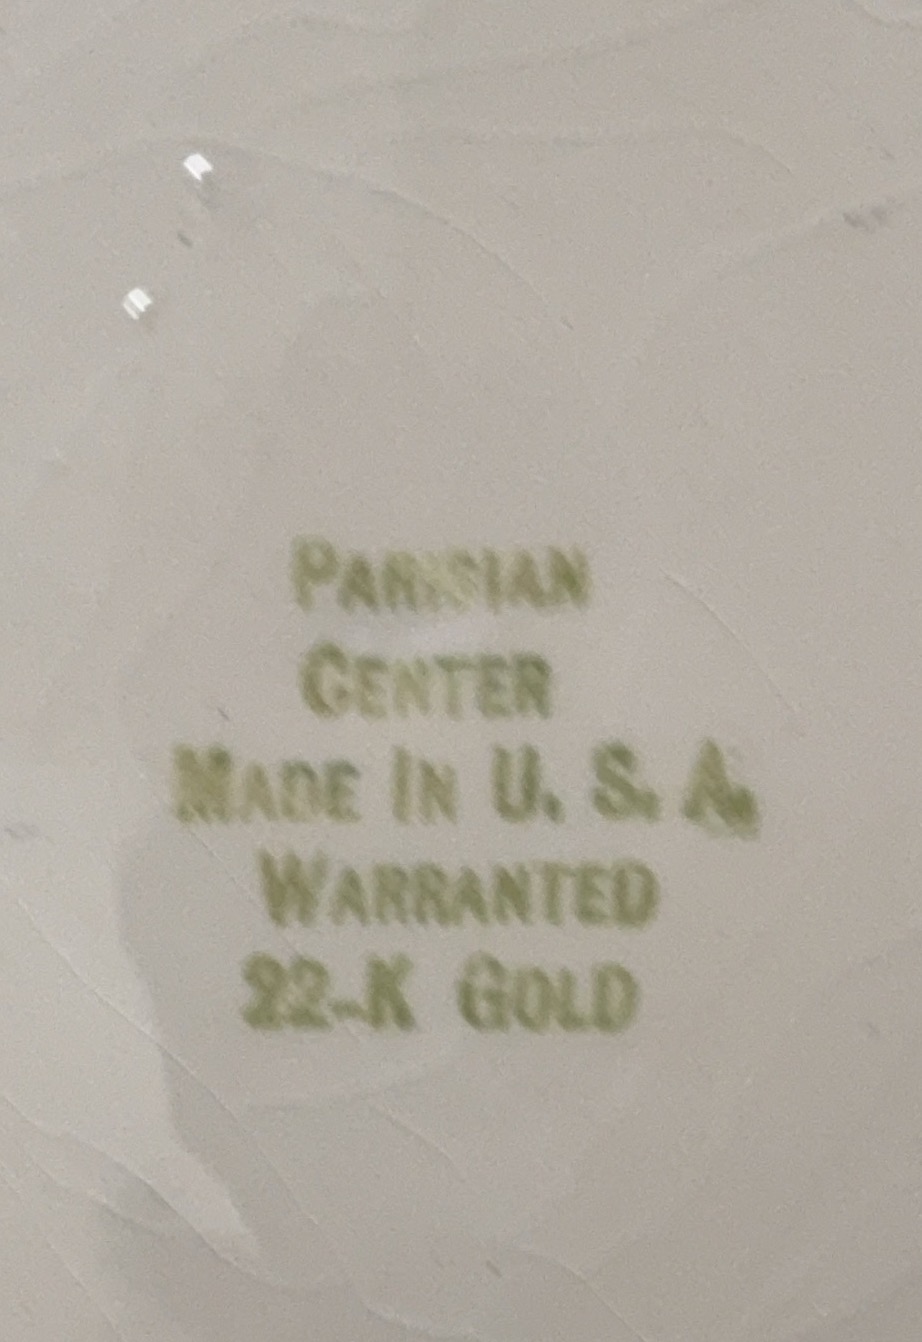 PARISIAN
CENTER
MADE IN U. S. A.
WARRANTED
22-K GOLD